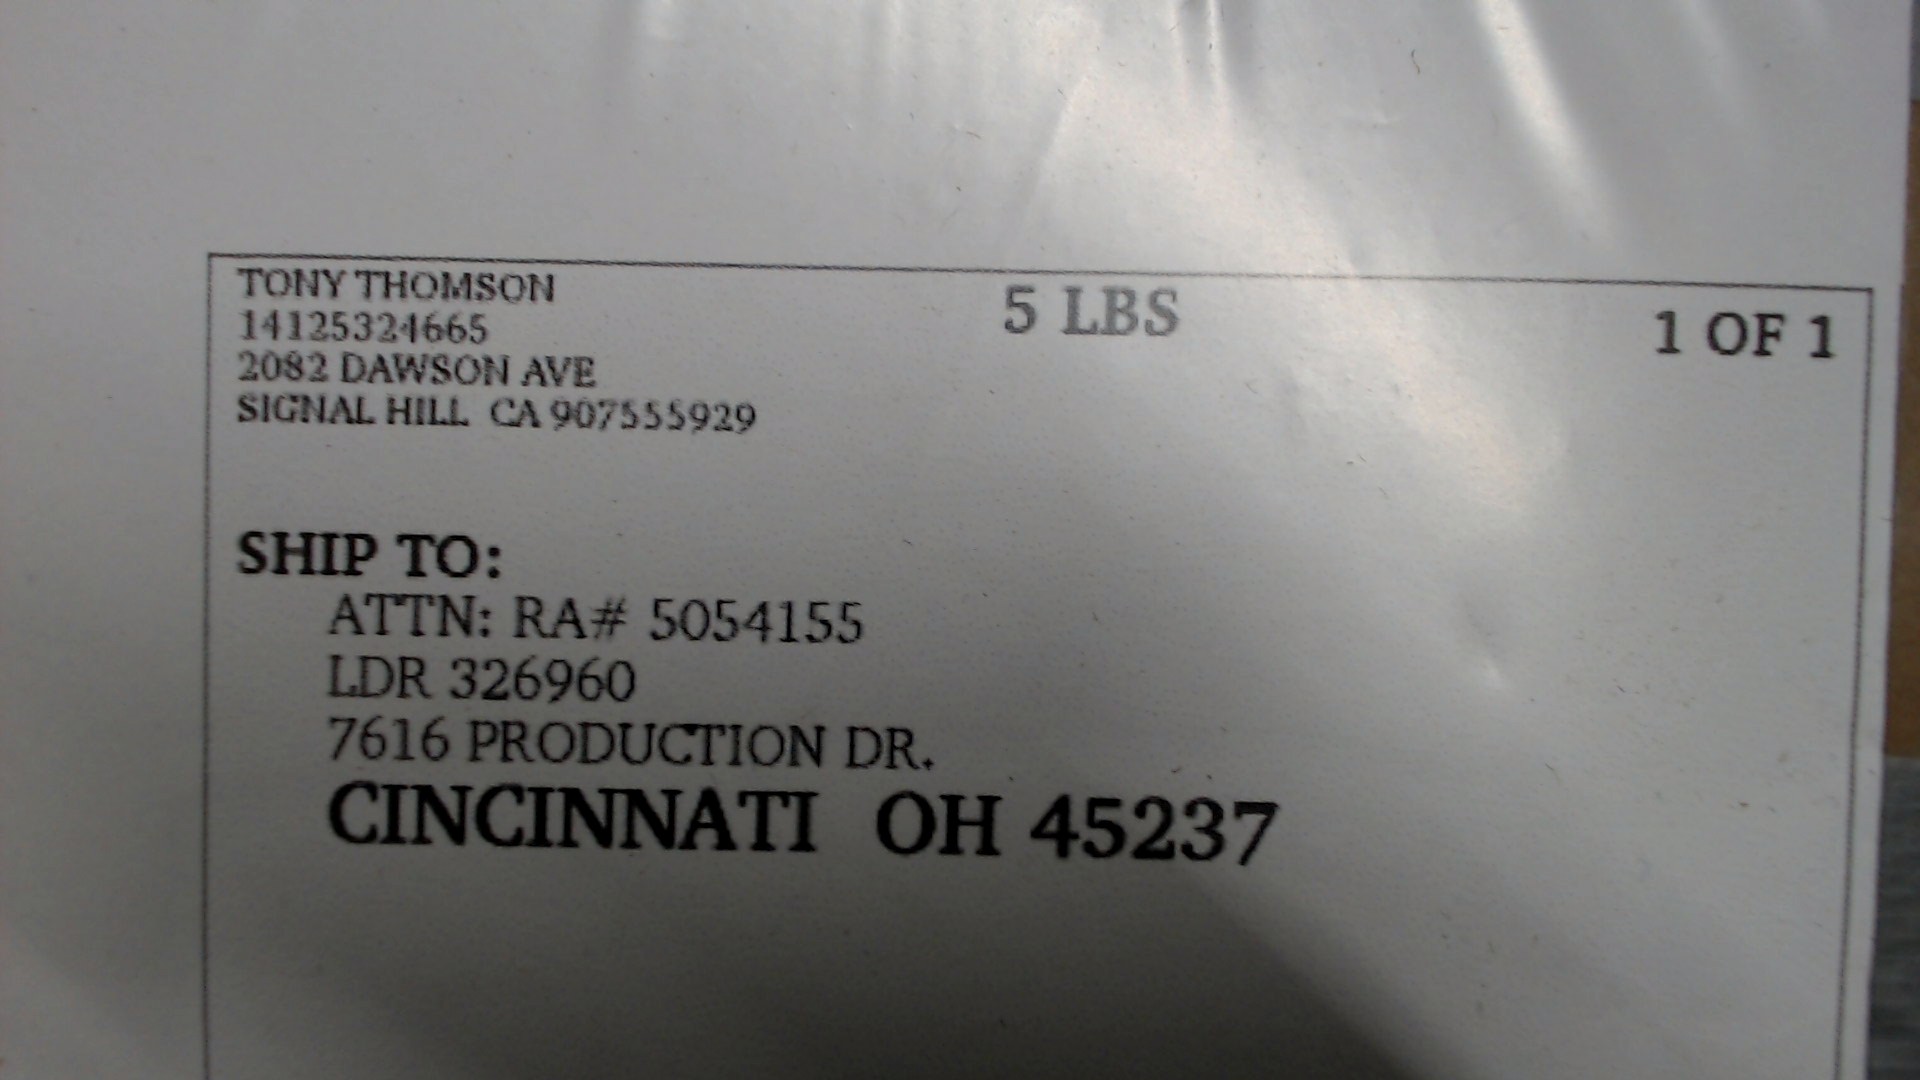 TONY THOMSON
14125324665
2082 DAWSON AVE
SIGNAL HILL CA 907555929
5 LBS
1 OF 1
SHIP TO:
ATTN: RA# 5054155
LDR 326960
7616 PRODUCTION DR.
CINCINNATI OH 45237